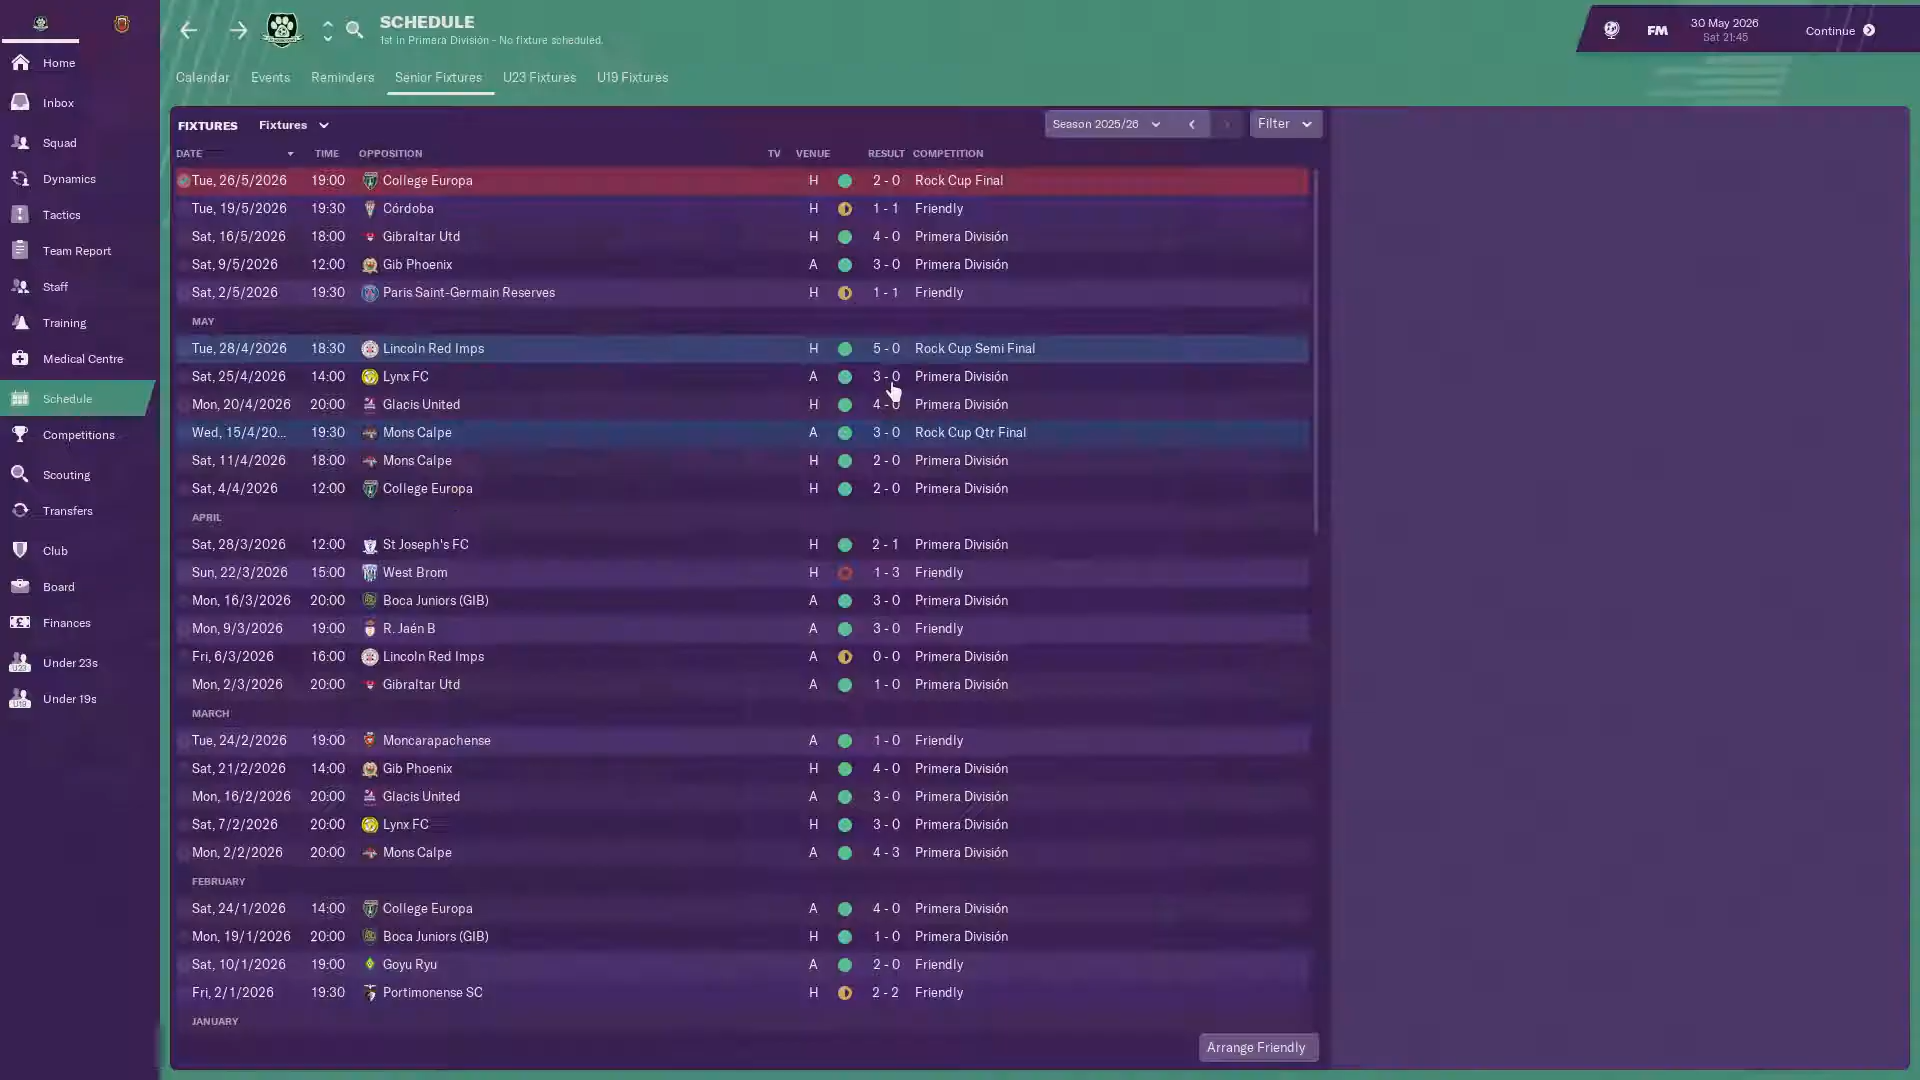 SCHEDULE
1st in Primera División - No fixture scheduled.
FM
30 May 2026
Sat 21:45
Continue
Calendar Events Reminders Senior Fixtures U23 Fixtures U19 Fixtures
Home
Inbox
Squad
Dynamics
Tactics
Team Report
Staff
Training
Medical Centre
Schedule
Competitions
Scouting
Transfers
Club
Board
Finances
Under 23s
Under 19s
FIXTURES Fixtures Season 2025/26 Filter
DATE TIME OPPOSITION TV VENUE RESULT COMPETITION
Tue, 26/5/2026 19:00 College Europa H 2 - 0 Rock Cup Final
Tue, 19/5/2026 19:30 Córdoba H 1 - 1 Friendly
Sat, 16/5/2026 18:00 Gibraltar Utd H 4 - 0 Primera División
Sat, 9/5/2026 12:00 Gib Phoenix A 3 - 0 Primera División
Sat, 2/5/2026 19:30 Paris Saint-Germain Reserves H 1 - 1 Friendly
MAY
Tue, 28/4/2026 18:30 Lincoln Red Imps H 5 - 0 Rock Cup Semi Final
Sat, 25/4/2026 14:00 Lynx FC A 3 - 0 Primera División
Mon, 20/4/2026 20:00 Glacis United H 4 - 0 Primera División
Wed, 15/4/20... 19:30 Mons Calpe A 3 - 0 Rock Cup Qtr Final
Sat, 11/4/2026 18:00 Mons Calpe H 2 - 0 Primera División
Sat, 4/4/2026 12:00 College Europa H 2 - 0 Primera División
APRIL
Sat, 28/3/2026 12:00 St Joseph's FC H 2 - 1 Primera División
Sun, 22/3/2026 15:00 West Brom H 1 - 3 Friendly
Mon, 16/3/2026 20:00 Boca Juniors (GIB) A 3 - 0 Primera División
Mon, 9/3/2026 19:00 R. Jaén B A 3 - 0 Friendly
Fri, 6/3/2026 16:00 Lincoln Red Imps A 0 - 0 Primera División
Mon, 2/3/2026 20:00 Gibraltar Utd A 1 - 0 Primera División
MARCH
Tue, 24/2/2026 19:00 Moncarapachense A 1 - 0 Friendly
Sat, 21/2/2026 14:00 Gib Phoenix H 4 - 0 Primera División
Mon, 16/2/2026 20:00 Glacis United A 3 - 0 Primera División
Sat, 7/2/2026 20:00 Lynx FC H 3 - 0 Primera División
Mon, 2/2/2026 20:00 Mons Calpe A 4 - 3 Primera División
FEBRUARY
Sat, 24/1/2026 14:00 College Europa A 4 - 0 Primera División
Mon, 19/1/2026 20:00 Boca Juniors (GIB) H 1 - 0 Primera División
Sat, 10/1/2026 19:00 Goyu Ryu A 2 - 0 Friendly
Fri, 2/1/2026 19:30 Portimonense SC H 2 - 2 Friendly
JANUARY
Arrange Friendly